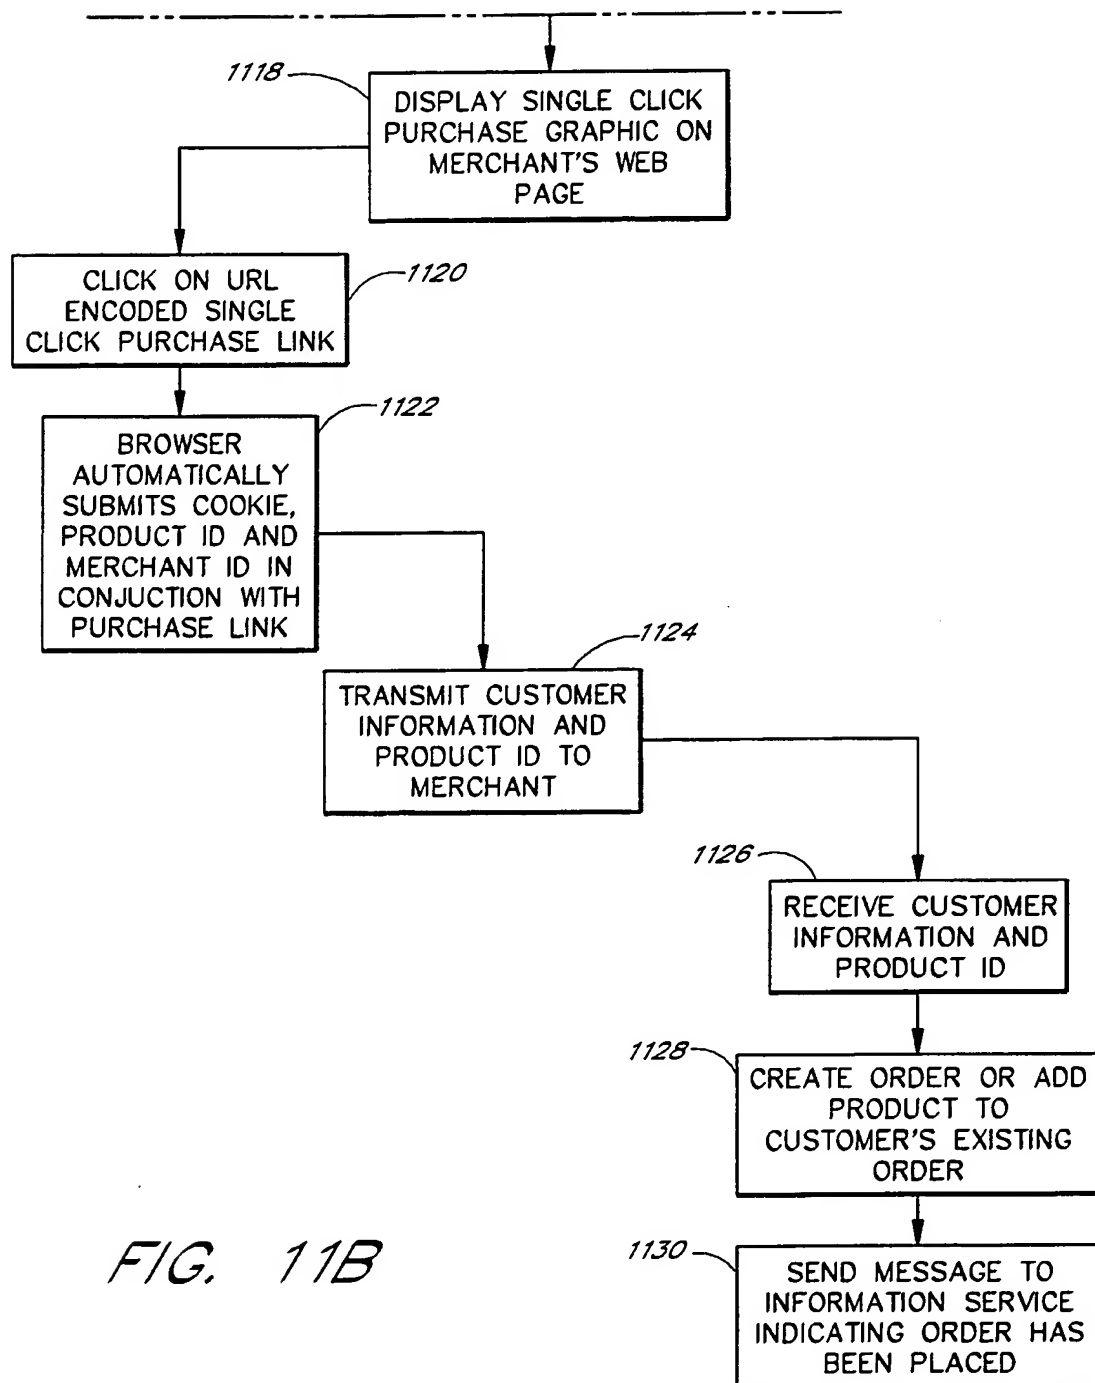 1118
DISPLAY SINGLE CLICK
PURCHASE GRAPHIC ON
MERCHANT'S WEB
PAGE
CLICK ON URL
ENCODED SINGLE
CLICK PURCHASE LINK
1120
1122
BROWSER
AUTOMATICALLY
SUBMITS COOKIE,
PRODUCT ID AND
MERCHANT ID IN
CONJUCTION WITH
PURCHASE LINK
1124
TRANSMIT CUSTOMER
INFORMATION AND
PRODUCT ID TO
MERCHANT
1126
RECEIVE CUSTOMER
INFORMATION AND
PRODUCT ID
1128
CREATE ORDER OR ADD
PRODUCT TO
CUSTOMER'S EXISTING
ORDER
1130
SEND MESSAGE TO
INFORMATION SERVICE
INDICATING ORDER HAS
BEEN PLACED
FIG. 11B